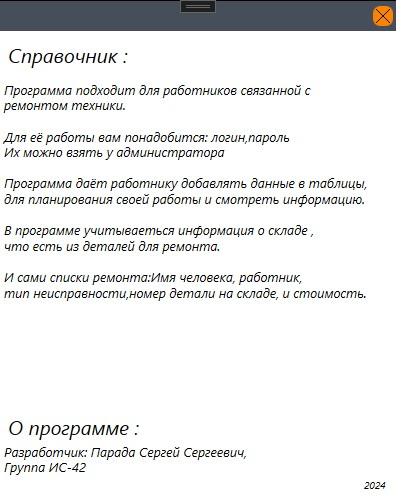 Справочник :
Программа подходит для работников связанной с
ремонтом техники.
Для её работы вам понадобится: логин,пароль
Их можно взять у администратора
Программа даёт работнику добавлять данные в таблицы,
для планирования своей работы и смотреть информацию.
В программе учитываеться информация о складе ,
что есть из деталей для ремонта.
И сами списки ремонта:Имя человека, работник,
тип неисправности,номер детали на складе, и стоимость.
О программе :
Разработчик: Парада Сергей Сергеевич,
Группа ИС-42
2024